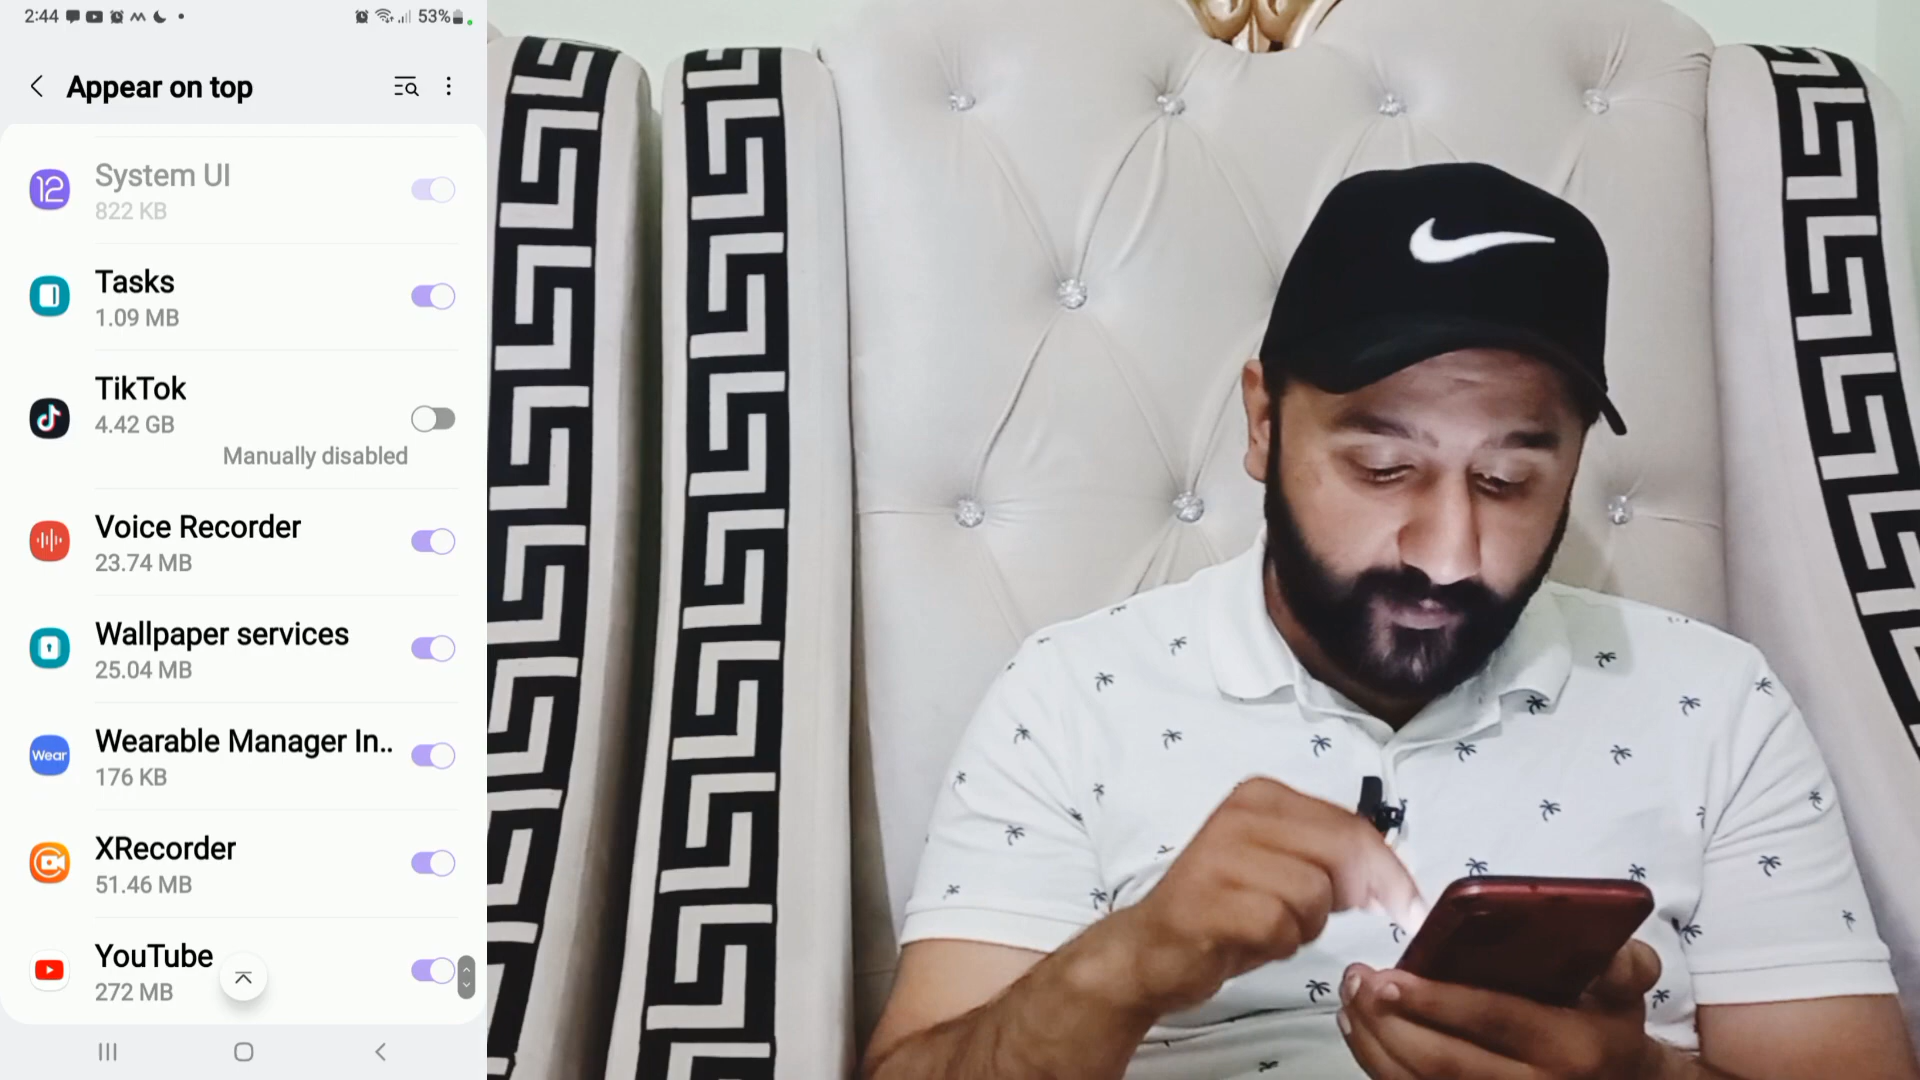 2:44
53%
Appear on top
12
System UI
822 KB
Tasks
1.09 MB
TikTok
4.42 GB
Manually disabled
Voice Recorder
23.74 MB
Wallpaper services
25.04 MB
Wear
Wearable Manager In..
176 KB
XRecorder
51.46 MB
YouTube
272 MB